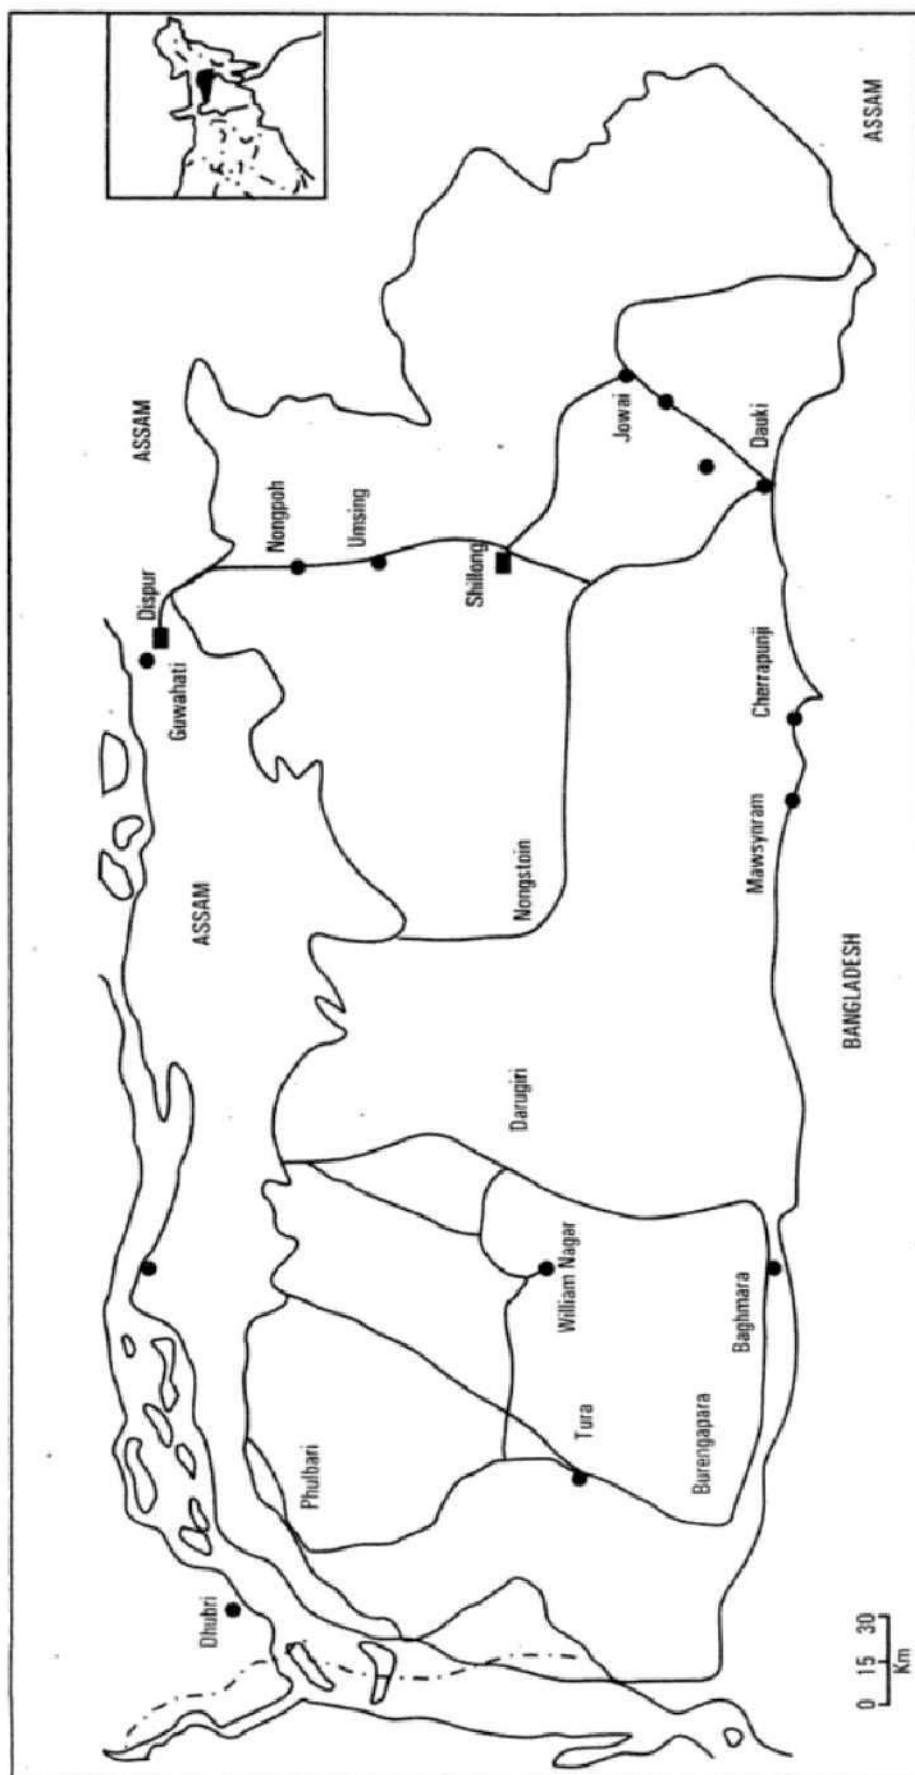 ASSAM
Dispur
Guwahati
Nongpoh
Umsing
ASSAM
Shillong
Jowai
Dauki
Cherrapunji
Mawsynram
Nongstoin
ASSAM
BANGLADESH
Darugiri
William Nagar
Baghmara
Tura
Burengapara
Phulbari
Dhubri
0 15 30
Km